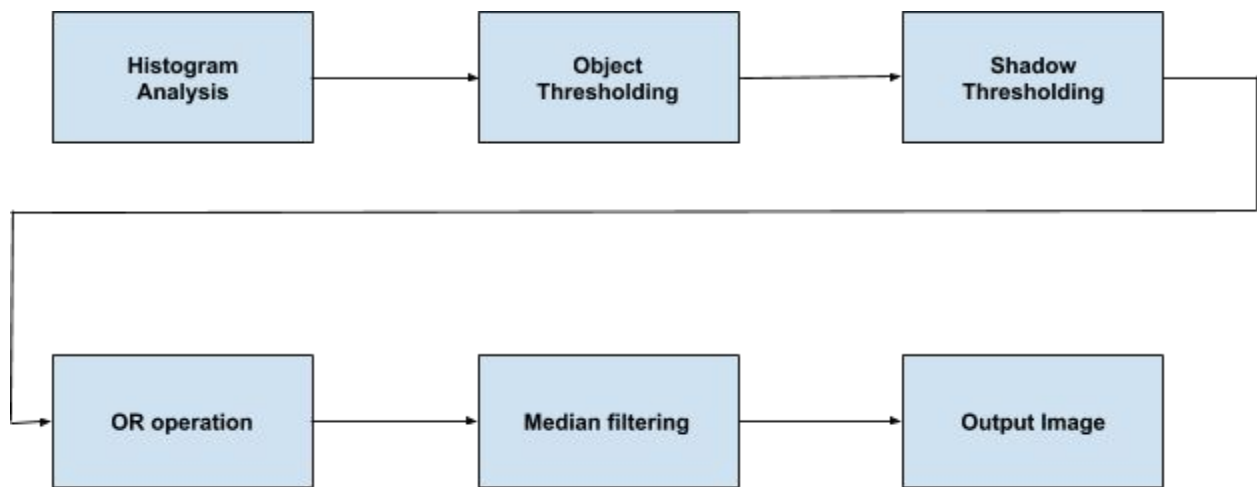 Histogram
Analysis
Object
Thresholding
Shadow
Thresholding
OR operation
Median filtering
Output Image